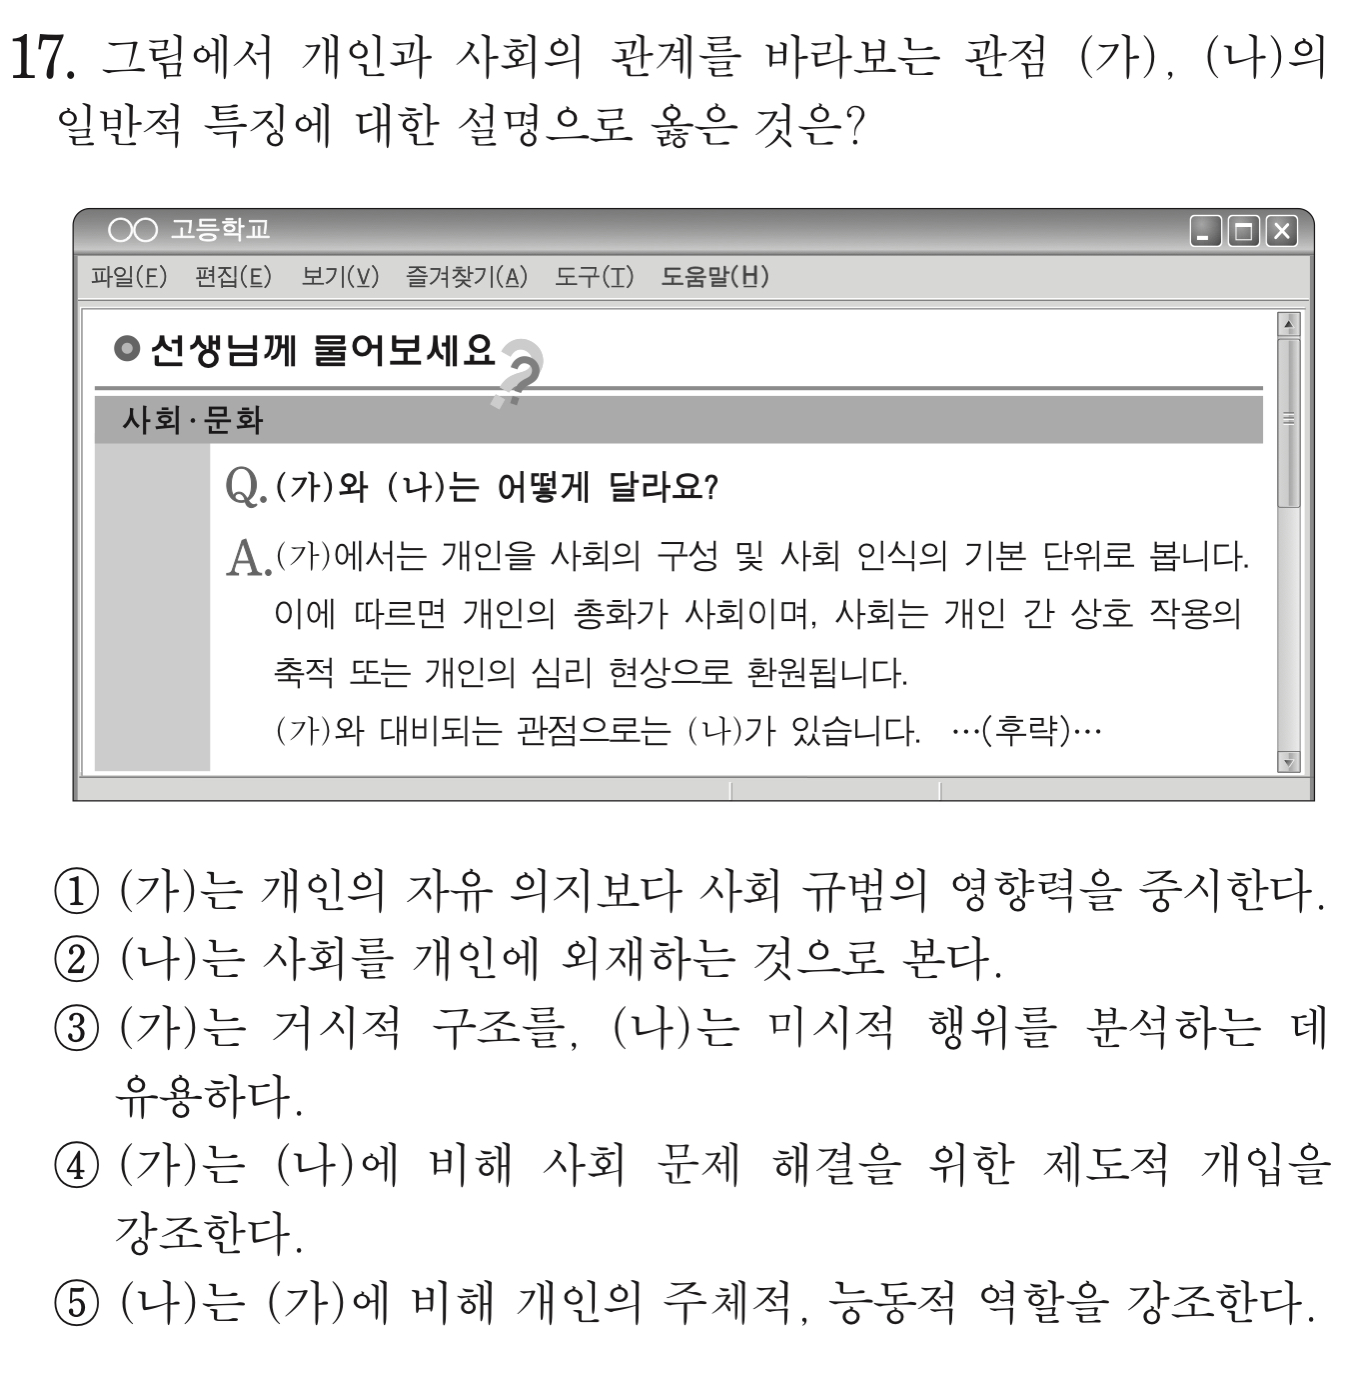 17. 그림에서 개인과 사회의 관계를 바라보는 관점 (가), (나)의
일반적 특징에 대한 설명으로 옳은 것은?
○○ 고등학교
파일(F) 편집(E) 보기(V) 즐겨찾기(A) 도구(T) 도움말(H)
선생님께 물어보세요?
사회·문화
Q. (가)와 (나)는 어떻게 달라요?
A. (가)에서는 개인을 사회의 구성 및 사회 인식의 기본 단위로 봅니다.
이에 따르면 개인의 총화가 사회이며, 사회는 개인 간 상호 작용의
축적 또는 개인의 심리 현상으로 환원됩니다.
(가)와 대비되는 관점으로는 (나)가 있습니다. …(후략)…
① (가)는 개인의 자유 의지보다 사회 규범의 영향력을 중시한다.
② (나)는 사회를 개인에 외재하는 것으로 본다.
③ (가)는 거시적 구조를, (나)는 미시적 행위를 분석하는 데
유용하다.
④ (가)는 (나)에 비해 사회 문제 해결을 위한 제도적 개입을
강조한다.
⑤ (나)는 (가)에 비해 개인의 주체적, 능동적 역할을 강조한다.